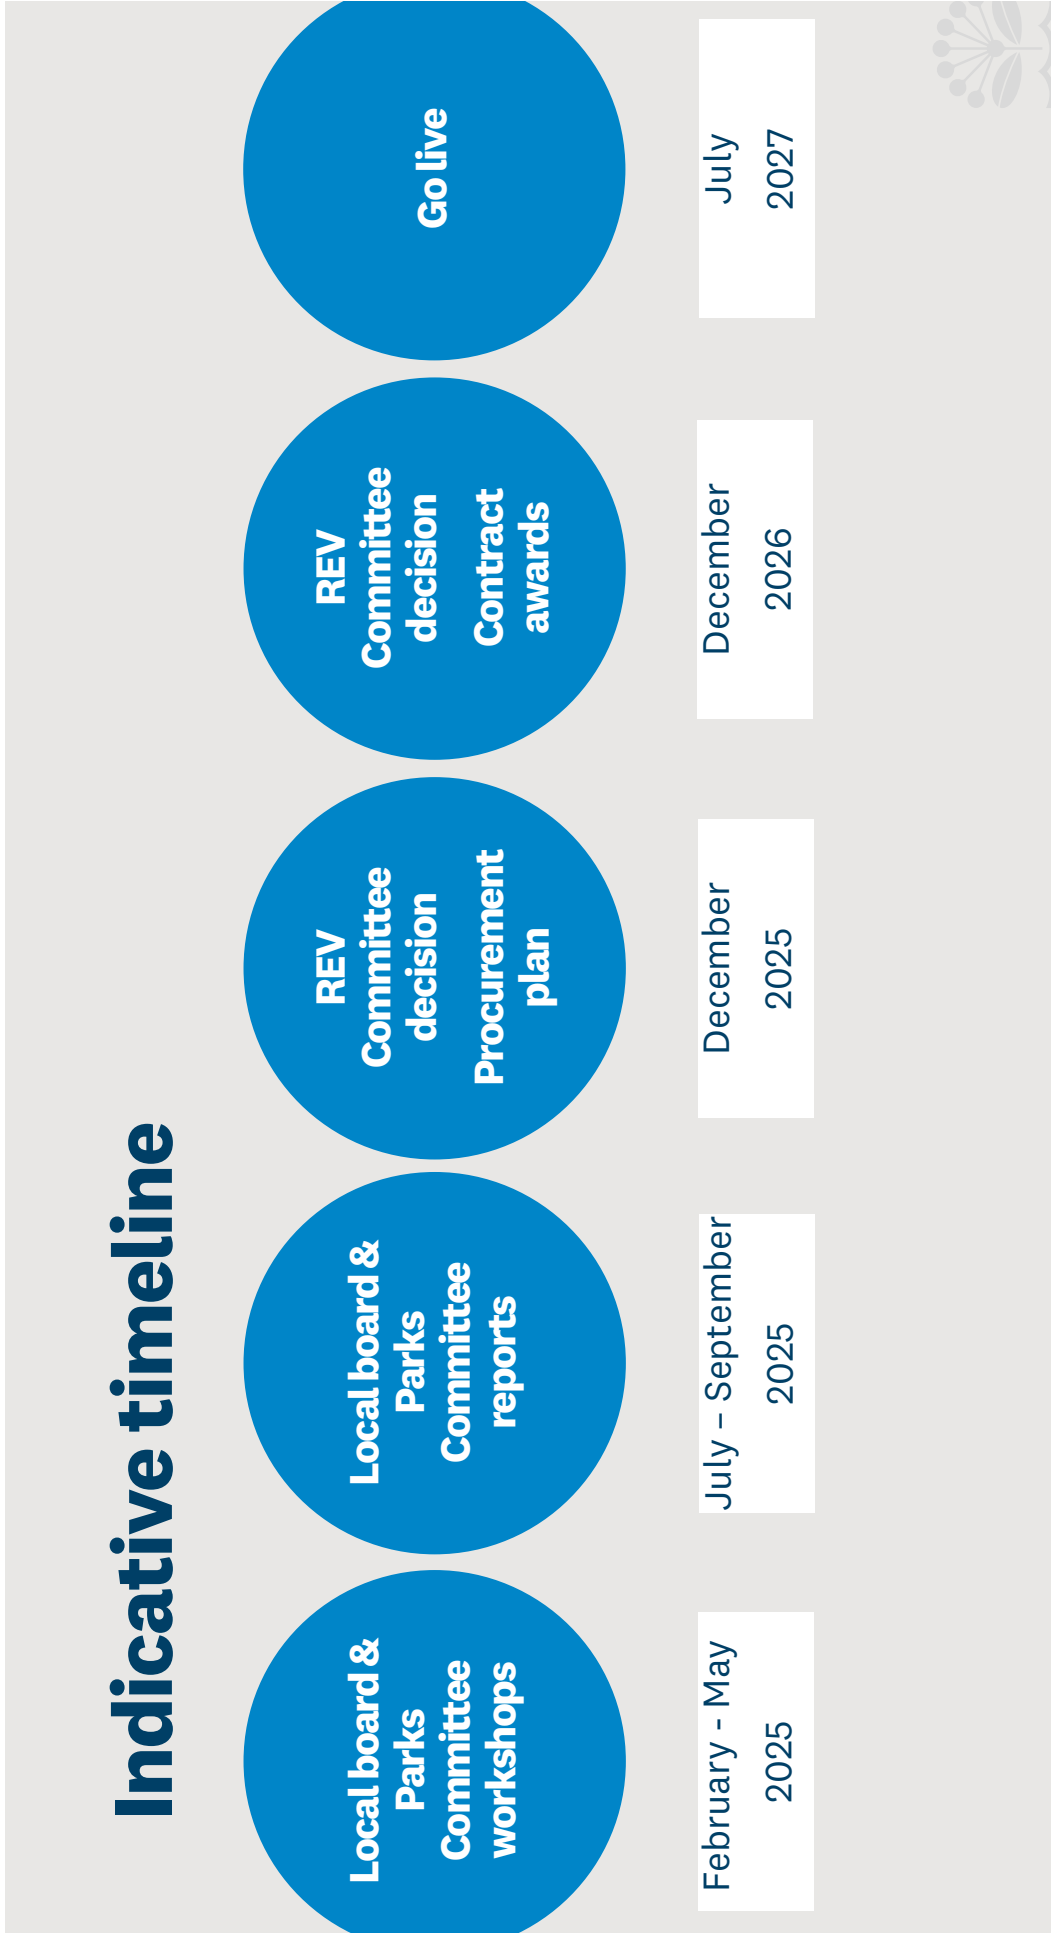 Indicative timeline
Local board &
Parks
Committee
workshops
February - May
2025
Local board &
Parks
Committee
reports
July – September
2025
REV
Committee
decision
Procurement
plan
December
2025
REV
Committee
decision
Contract
awards
December
2026
Go live
July
2027